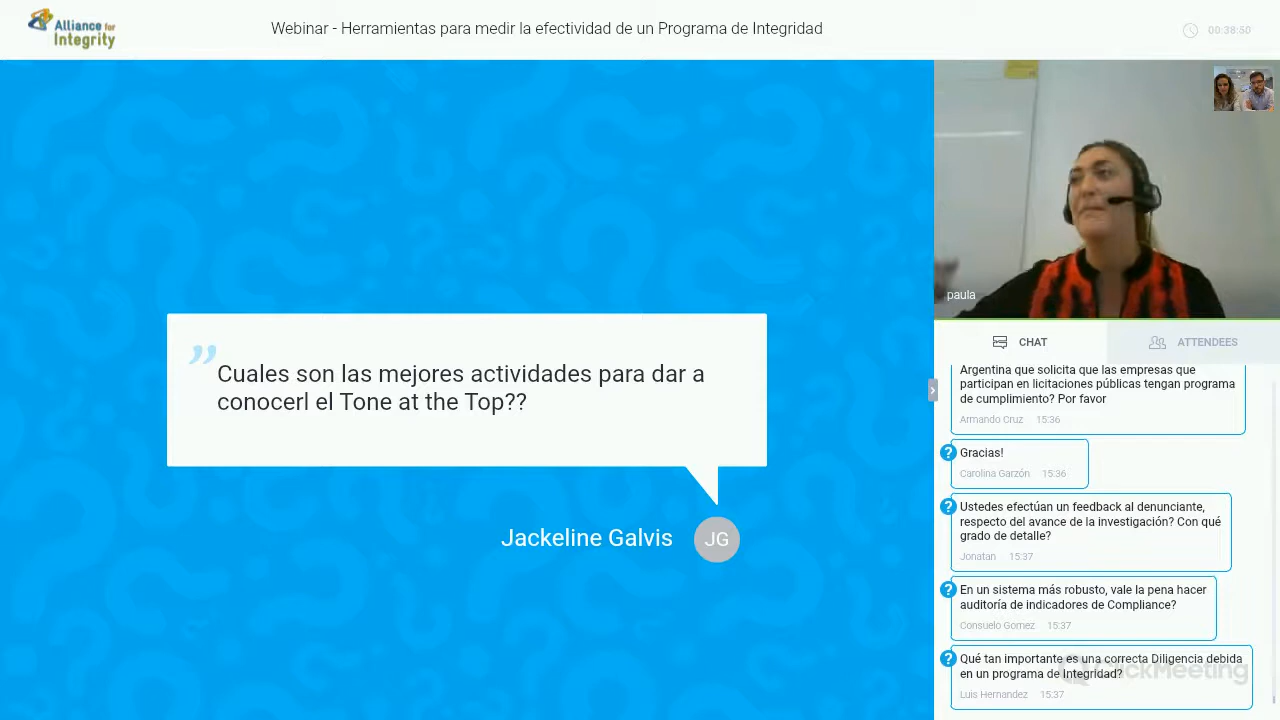 Alliance for
Integrity
Webinar - Herramientas para medir la efectividad de un Programa de Integridad
00:38:50
paula
”
Cuales son las mejores actividades para dar a
conocerl el Tone at the Top??
Jackeline Galvis
JG
CHAT
ATTENDEES
Argentina que solicita que las empresas que
participan en licitaciones públicas tengan programa
de cumplimiento? Por favor
Armando Cruz 15:36
?
Gracias!
Carolina Garzón 15:36
?
Ustedes efectúan un feedback al denunciante,
respecto del avance de la investigación? Con qué
grado de detalle?
Jonatan 15:37
?
En un sistema más robusto, vale la pena hacer
auditoría de indicadores de Compliance?
Consuelo Gomez 15:37
?
Qué tan importante es una correcta Diligencia debida
en un programa de Integridad?
Luis Hernandez 15:37
ClickMeeting